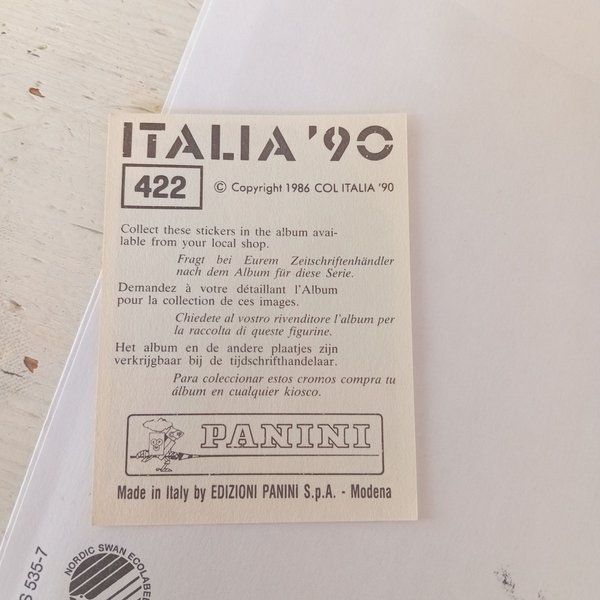 ITALIA '90
422
© Copyright 1986 COL ITALIA '90
Collect these stickers in the album avai-
lable from your local shop.
Fragt bei Eurem Zeitschriftenhändler
nach dem Album für diese Serie.
Demandez à votre détaillant l'Album
pour la collection de ces images.
Chiedete al vostro rivenditore l'album per
la raccolta di queste figurine.
Het album en de andere plaatjes zijn
verkrijgbaar bij de tijdschrifthandelaar.
Para coleccionar estos cromos compra tu
álbum en cualquier kiosco.
PANINI
Made in Italy by EDIZIONI PANINI S.p.A. - Modena
NORDIC SWAN ECOLABEL
S 535-7